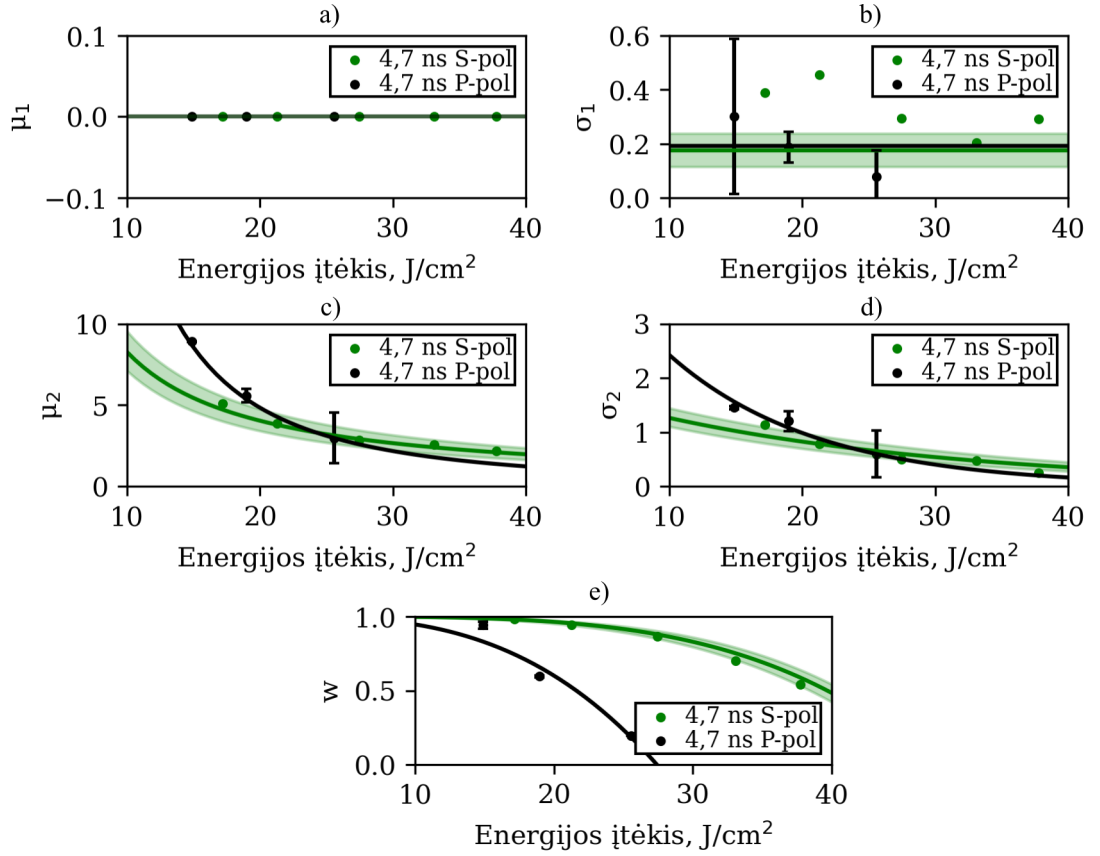 a)
0.1
0.0
−0.1
μ₁
4,7 ns S-pol
4,7 ns P-pol
10 20 30 40
Energijos įtėkis, J/cm²
b)
0.6
0.4
0.2
0.0
σ₁
4,7 ns S-pol
4,7 ns P-pol
10 20 30 40
Energijos įtėkis, J/cm²
c)
10
5
0
μ₂
4,7 ns S-pol
4,7 ns P-pol
10 20 30 40
Energijos įtėkis, J/cm²
d)
3
2
1
0
σ₂
4,7 ns S-pol
4,7 ns P-pol
10 20 30 40
Energijos įtėkis, J/cm²
e)
1.0
0.5
0.0
w
4,7 ns S-pol
4,7 ns P-pol
10 20 30 40
Energijos įtėkis, J/cm²